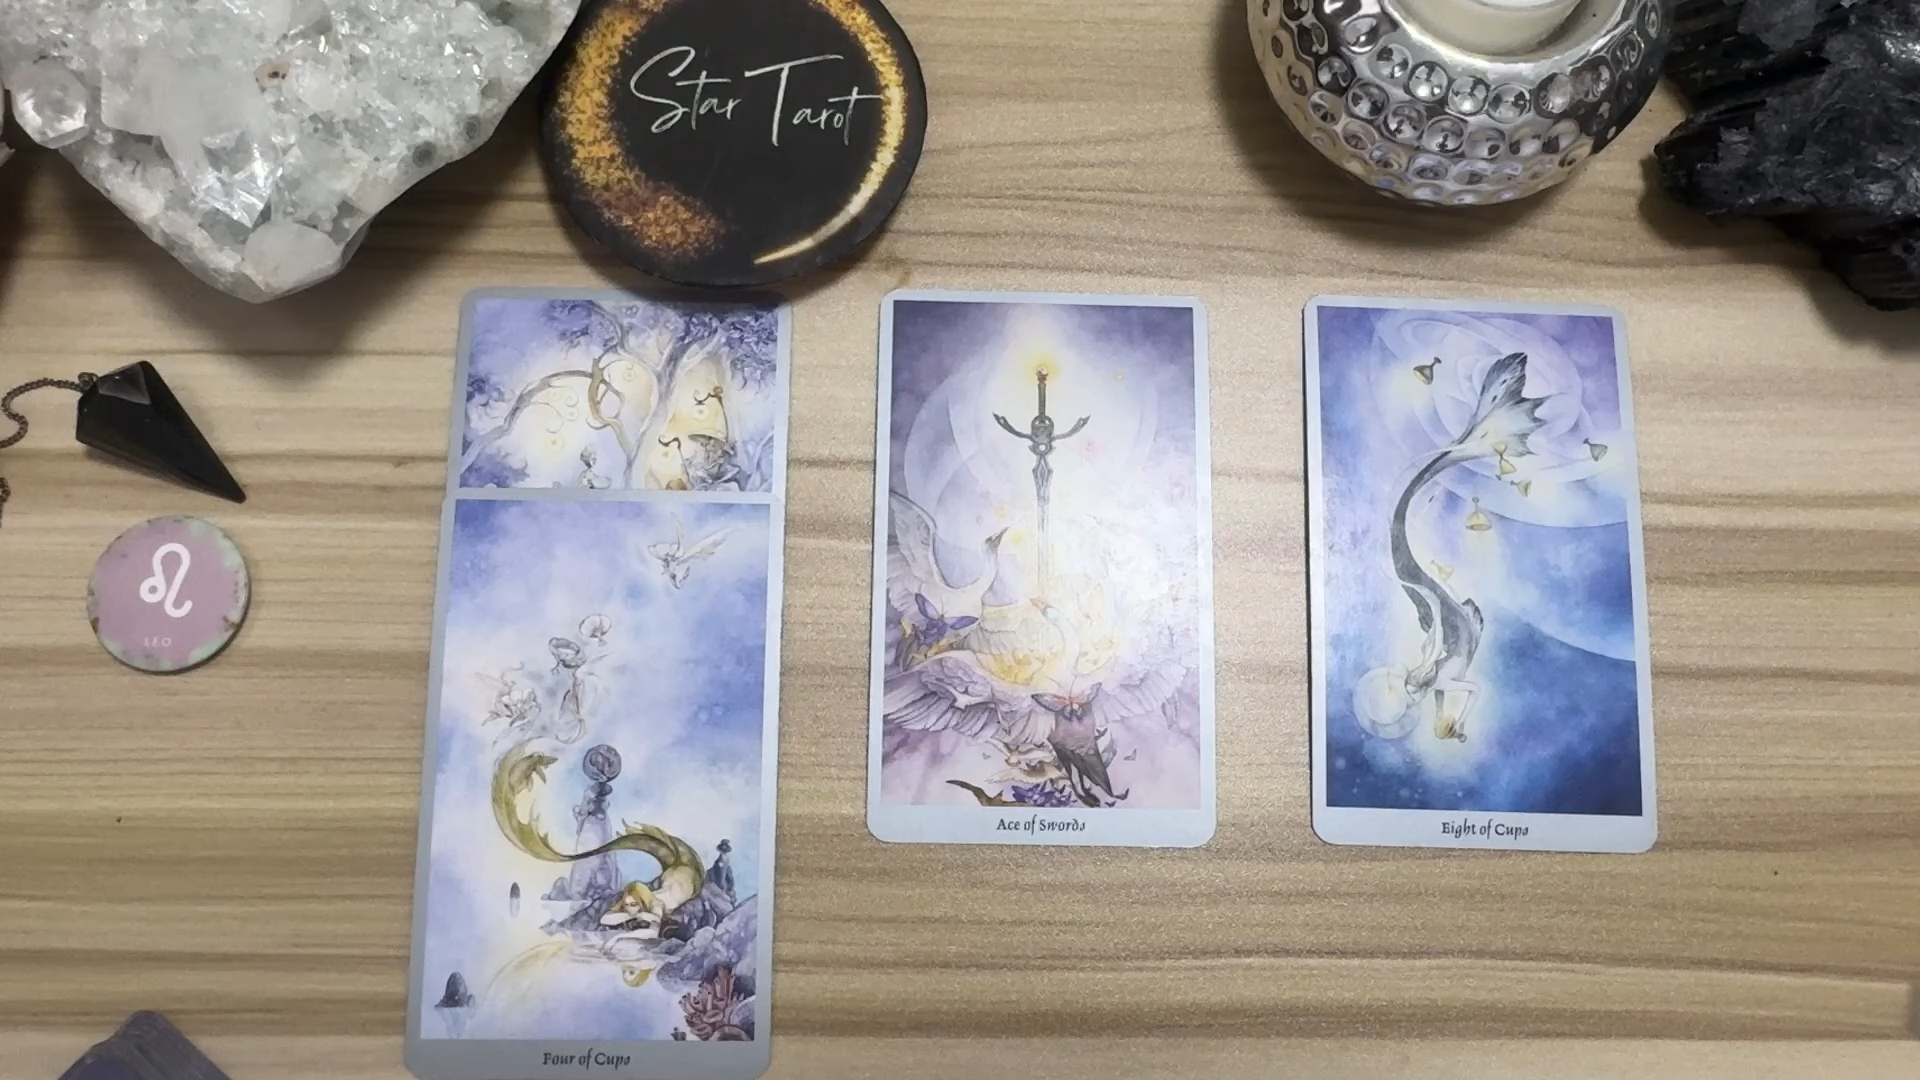 Star Tarot
LEO
Ace of Swords
Eight of Cups
Four of Cups